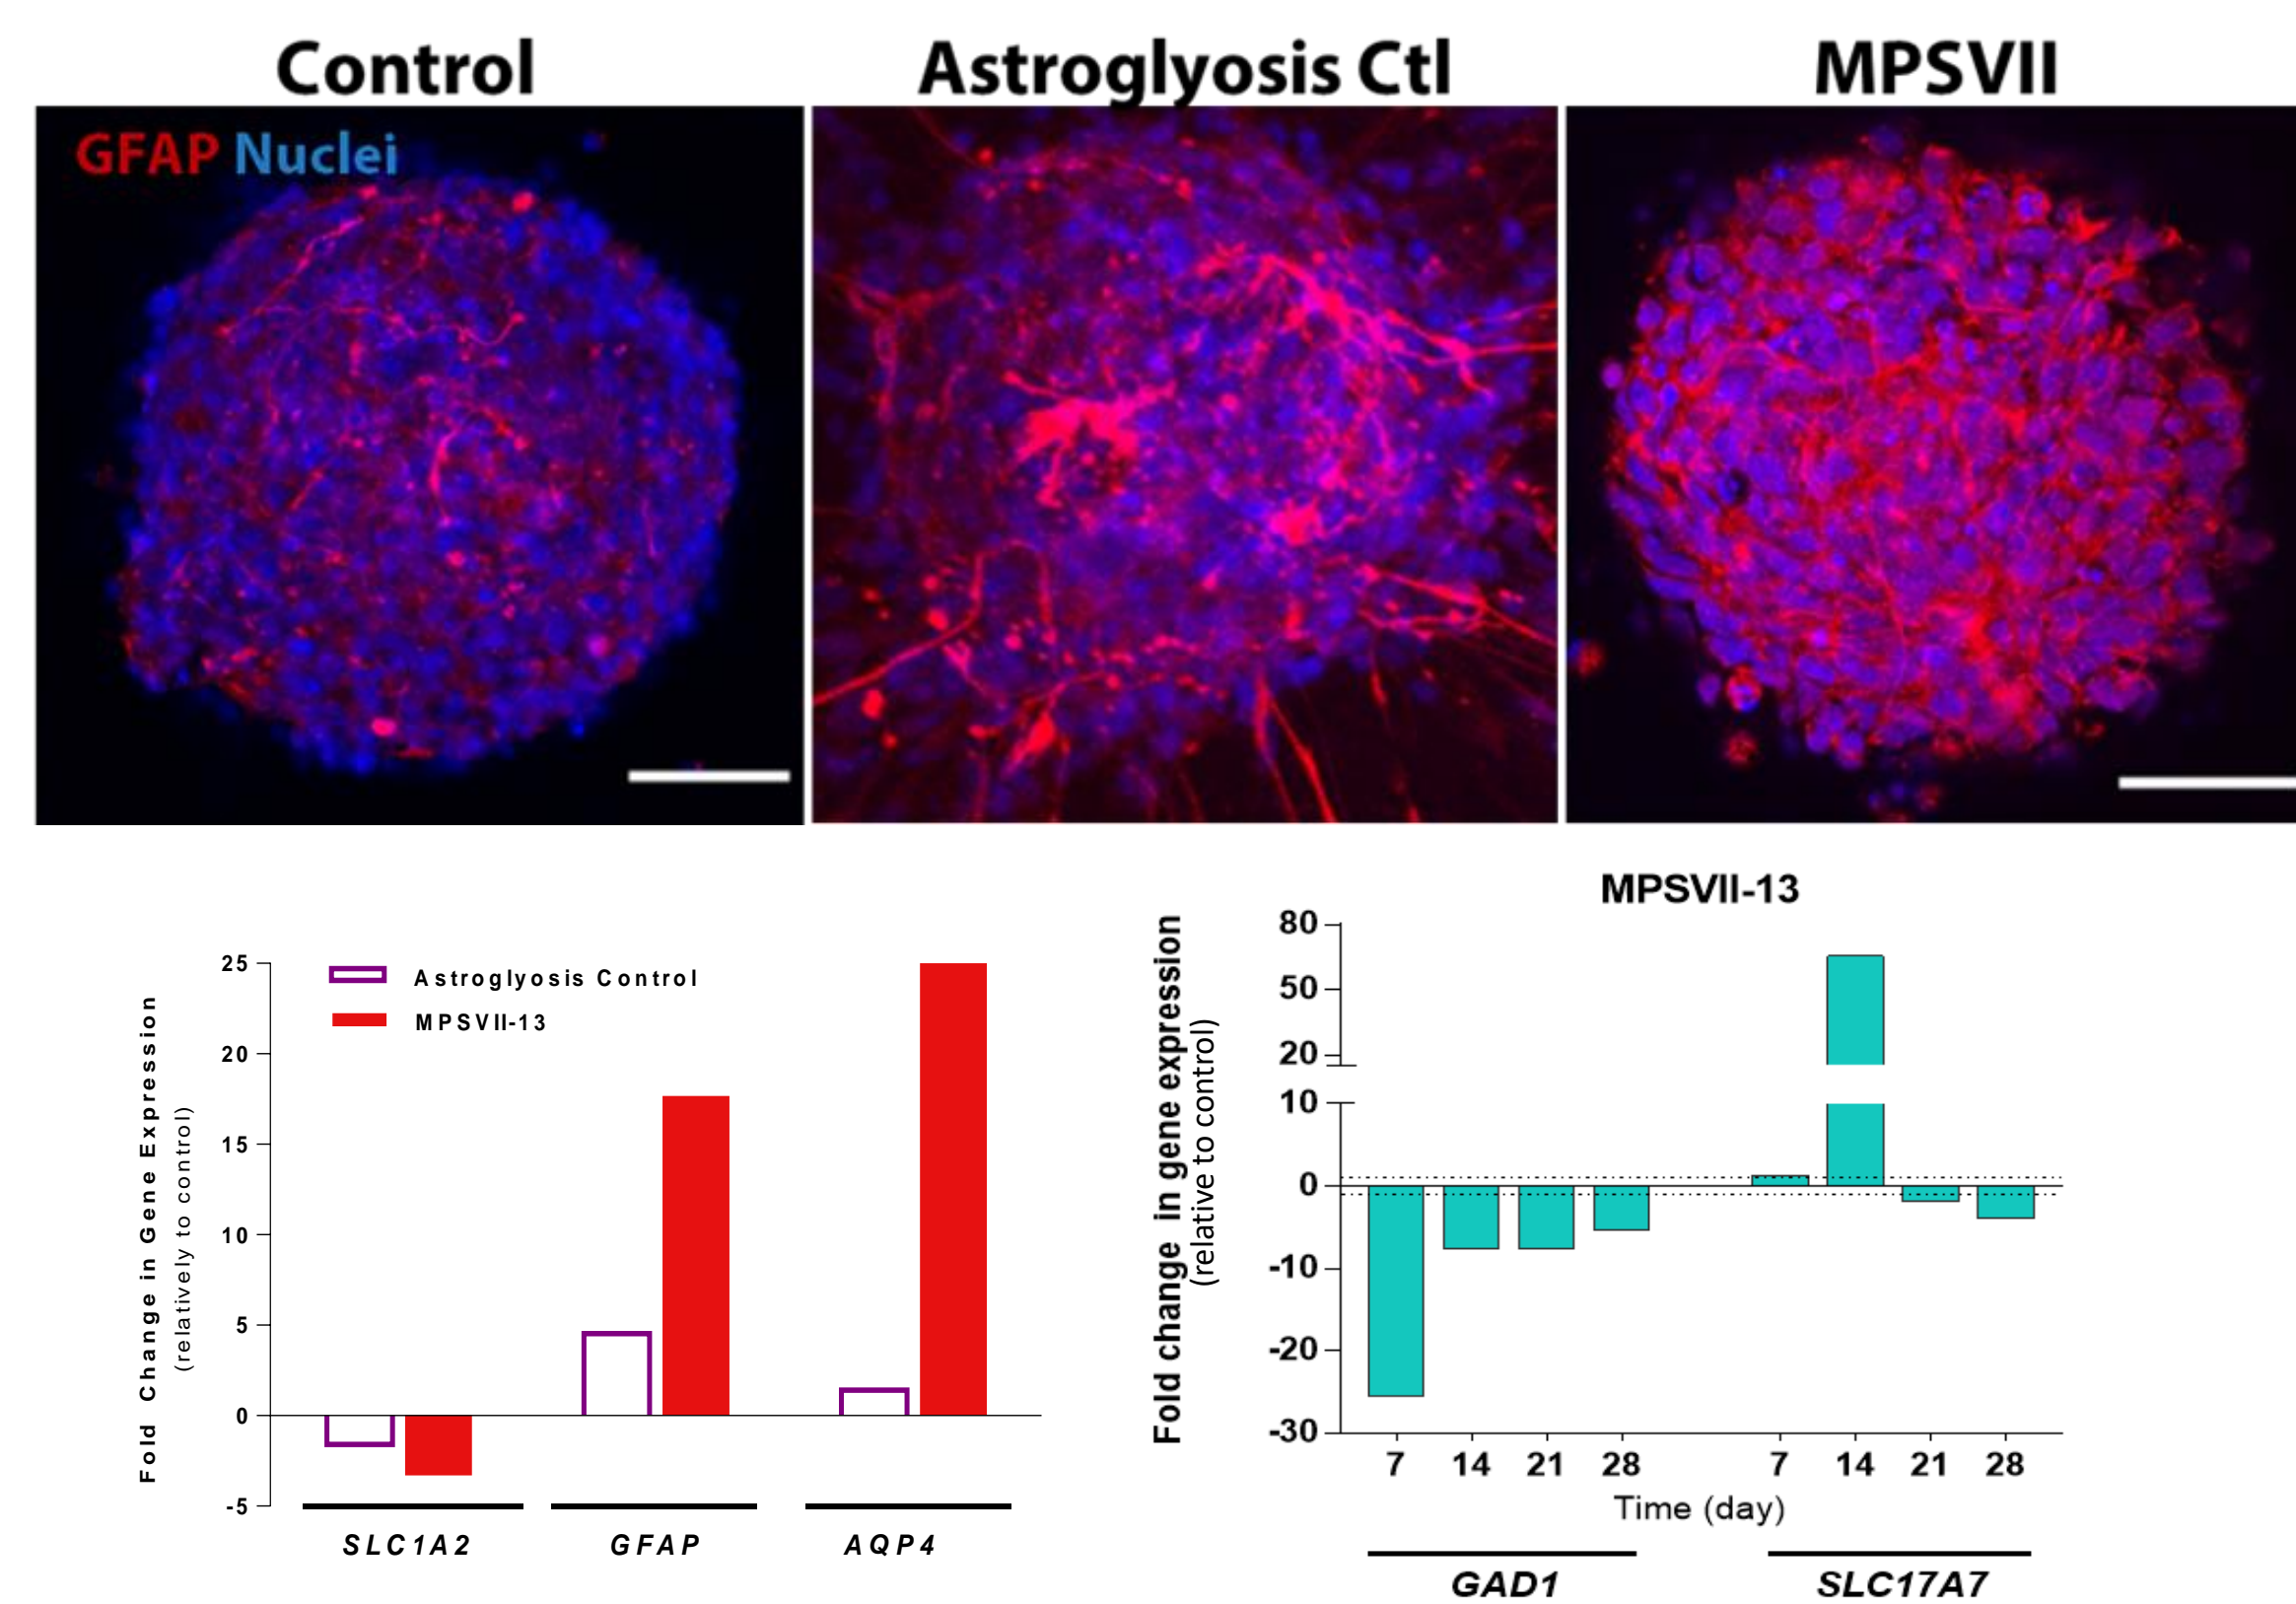 Control
Astroglyosis Ctl
MPSVII
GFAP Nuclei
Fold Change in Gene Expression
(relatively to control)
25
20
15
10
5
0
-5
Astroglyosis Control
MPSVII-13
SLC1A2
GFAP
AQP4
MPSVII-13
Fold change in gene expression
(relative to control)
80
50
20
10
0
-10
-20
-30
7 14 21 28 7 14 21 28
Time (day)
GAD1
SLC17A7